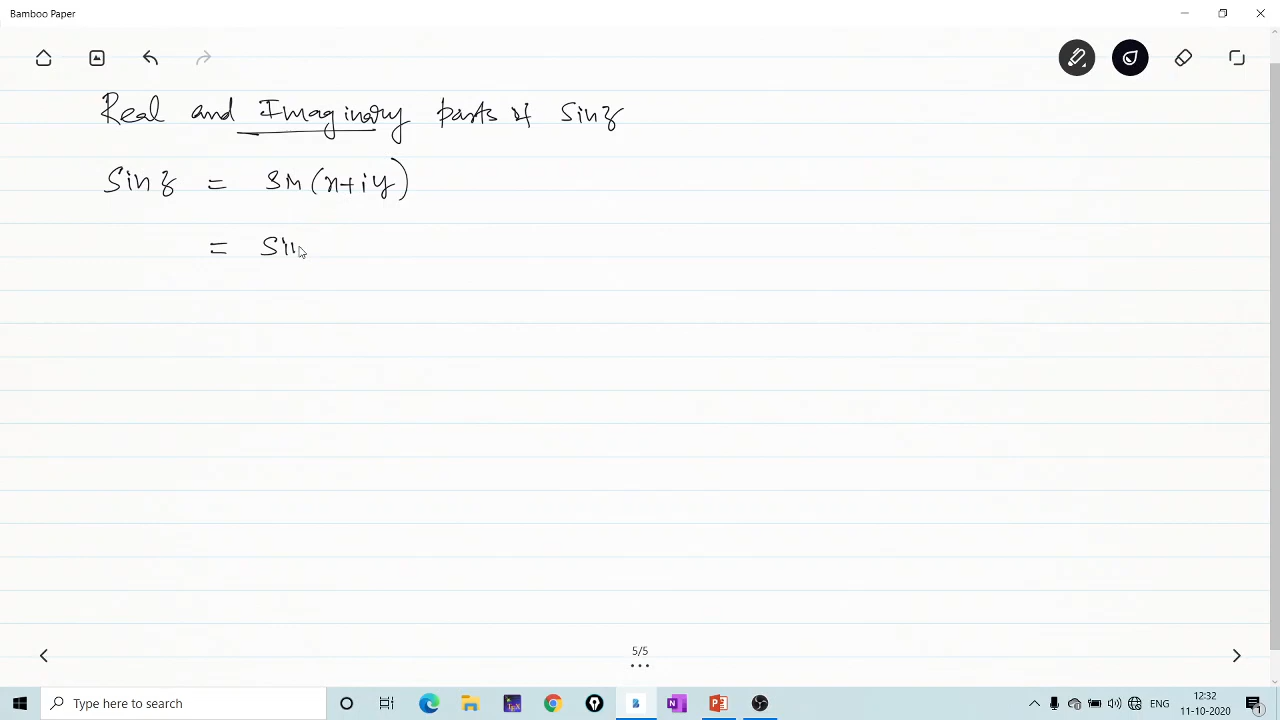 Bamboo Paper
Real and Imaginary parts of Sin z
Sin z = Sin (x+iy)
= Sin
5/5
Type here to search
ENG
12:32
11-10-2020